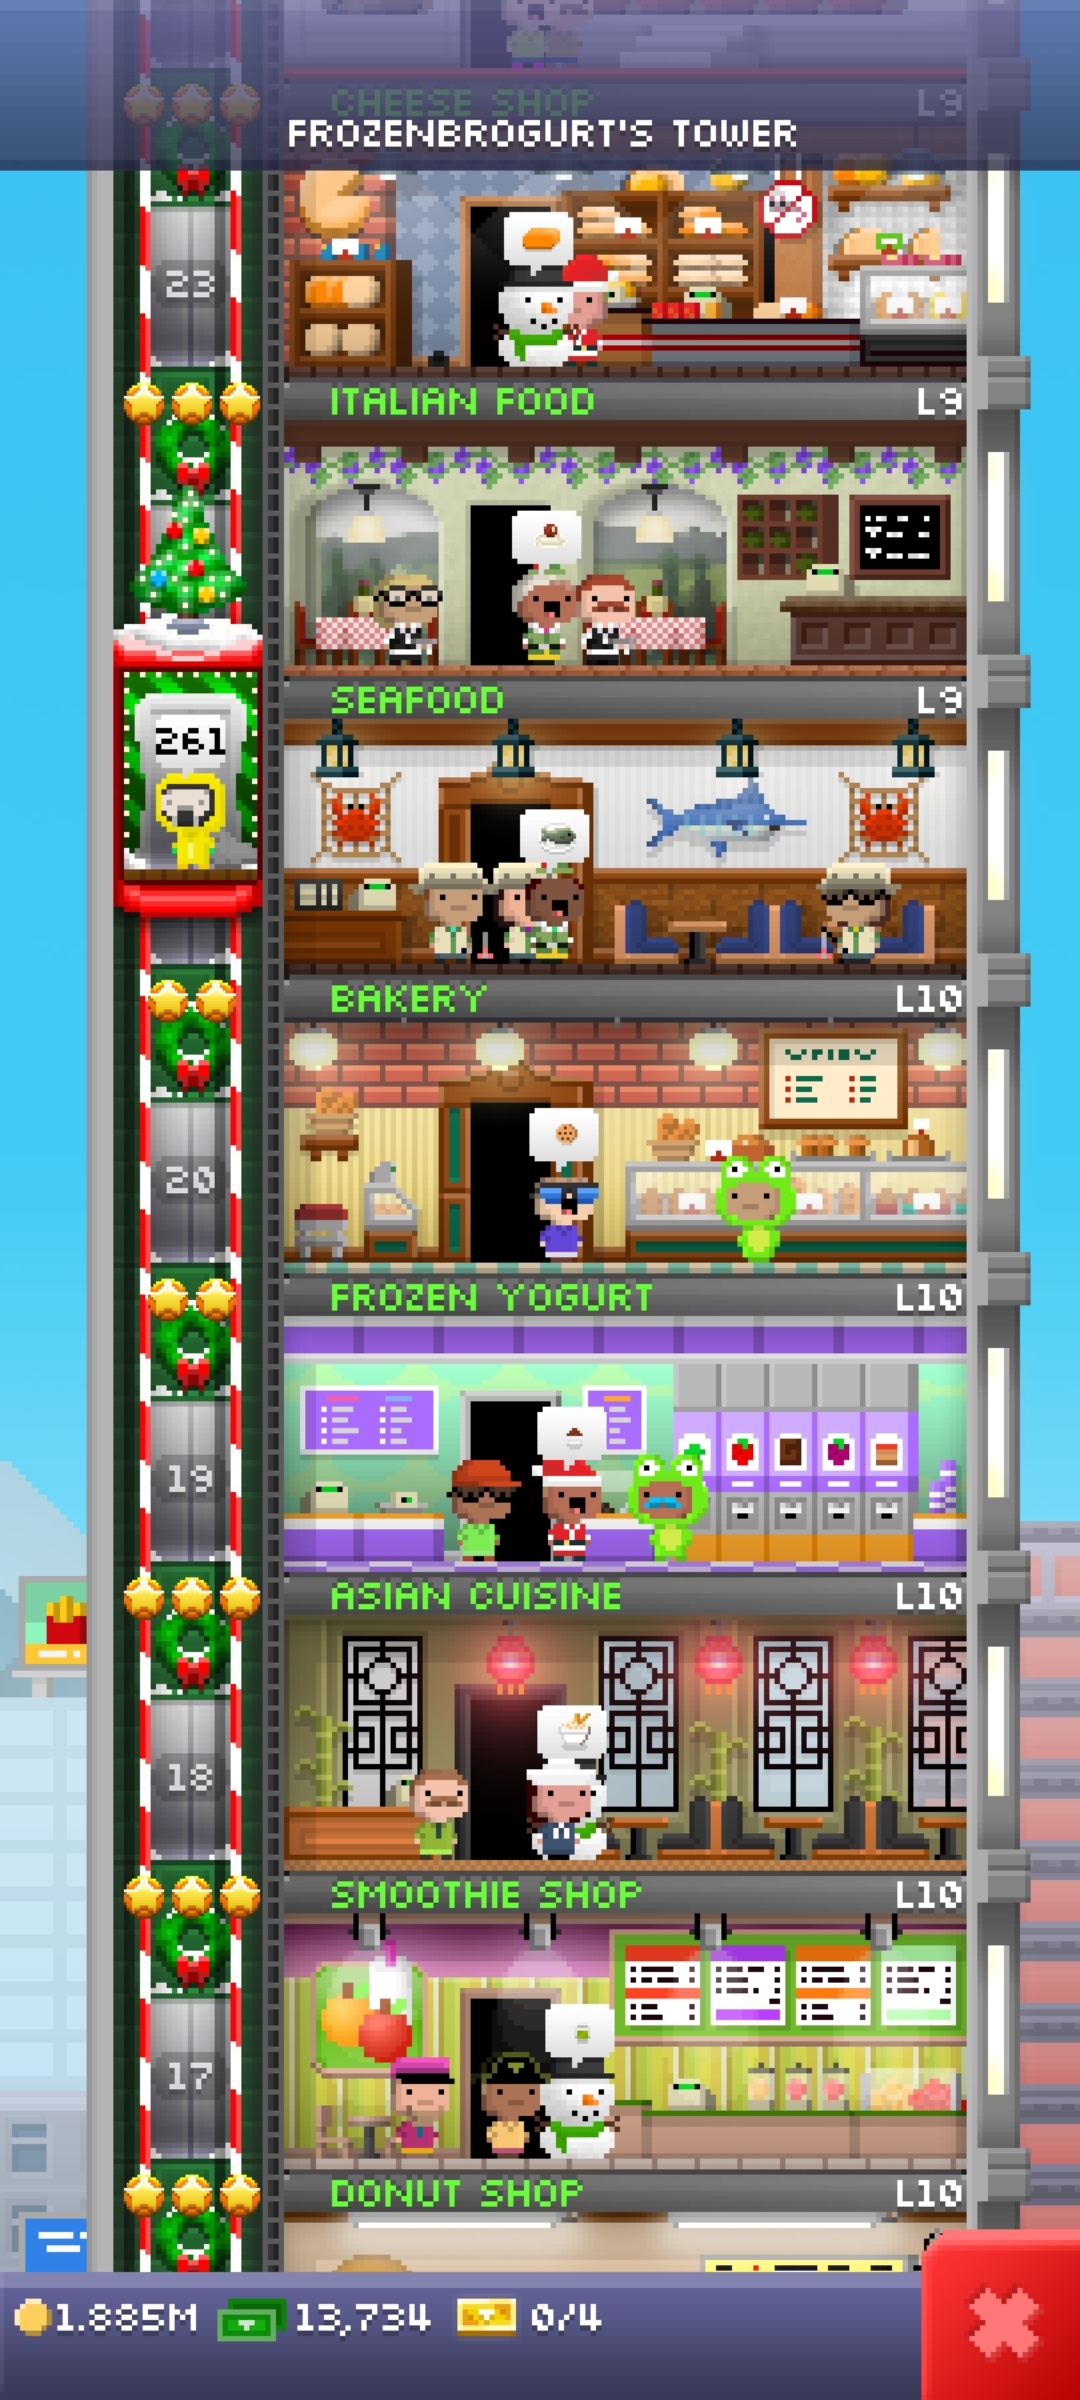 CHEESE SHOP L9
FROZENBROGURT'S TOWER
23
ITALIAN FOOD L9
SEAFOOD L9
261
BAKERY L10
20
FROZEN YOGURT L10
19
ASIAN CUISINE L10
18
SMOOTHIE SHOP L10
17
DONUT SHOP L10
1.885M 13,734 0/4